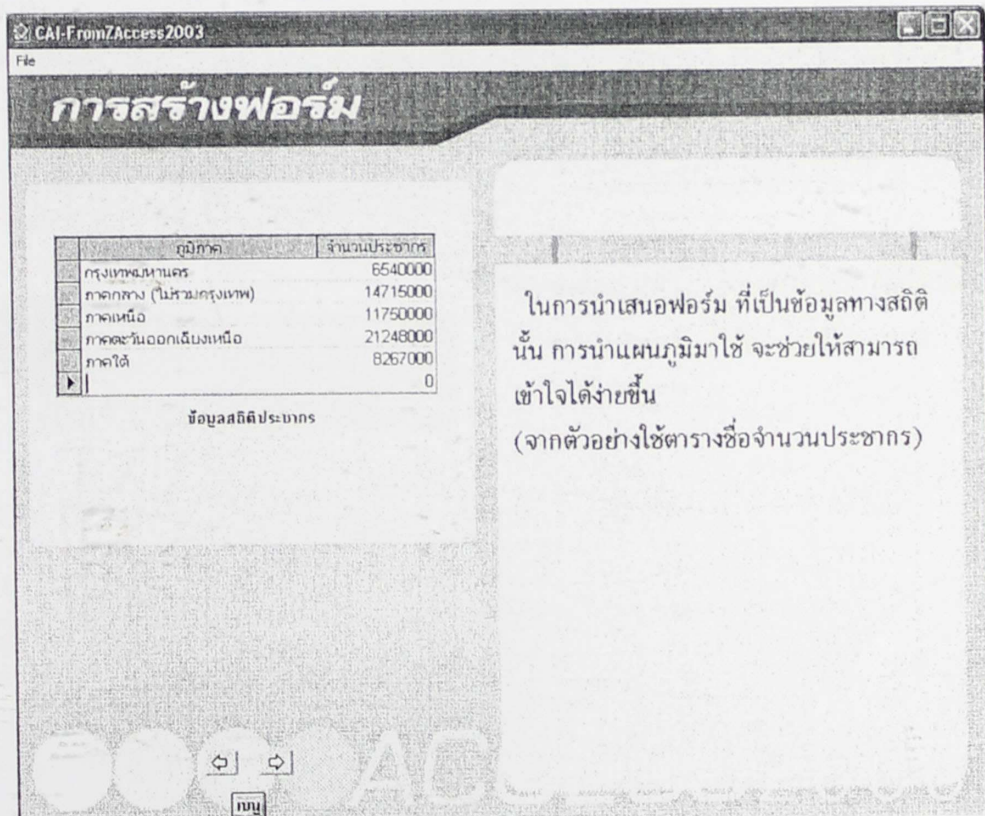 CAI-FromZAccess2003
File
การสร้างฟอร์ม
ภูมิภาค จำนวนประชากร
กรุงเทพมหานคร 6540000
ภาคกลาง (ไม่รวมกรุงเทพ) 14715000
ภาคเหนือ 11750000
ภาคตะวันออกเฉียงเหนือ 21248000
ภาคใต้ 8267000
0
ข้อมูลสถิติประชากร
ในการนำเสนอฟอร์ม ที่เป็นข้อมูลทางสถิติ
นั้น การนำแผนภูมิมาใช้ จะช่วยให้สามารถ
เข้าใจได้ง่ายขึ้น
(จากตัวอย่างใช้ตารางชื่อจำนวนประชากร)
AC
เมนู